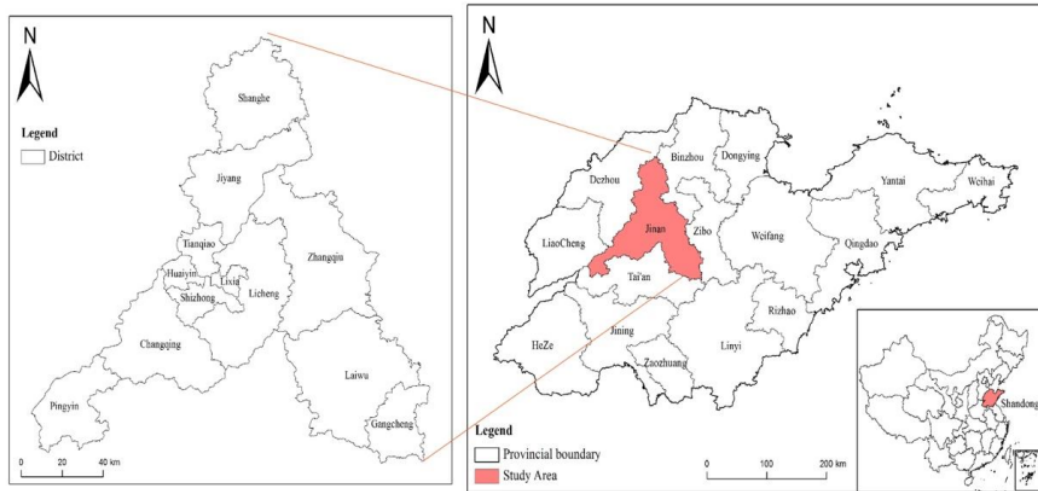 N
Shanghe
Legend
District
Jiyang
Tianqiao
Zhangqiu
Huaiyin
Lixia
Licheng
Shizhong
Changqing
Laiwu
Pingyin
Gangcheng
0 20 40 km
N
Binzhou
Dongying
Dezhou
Yantai
Weihai
Jinan
Zibo
Weifang
LiaoCheng
Qingdao
Tai'an
Rizhao
Jining
HeZe
Linyi
Zaozhuang
Shandong
Legend
Provincial boundary
Study Area
0 100 200 km